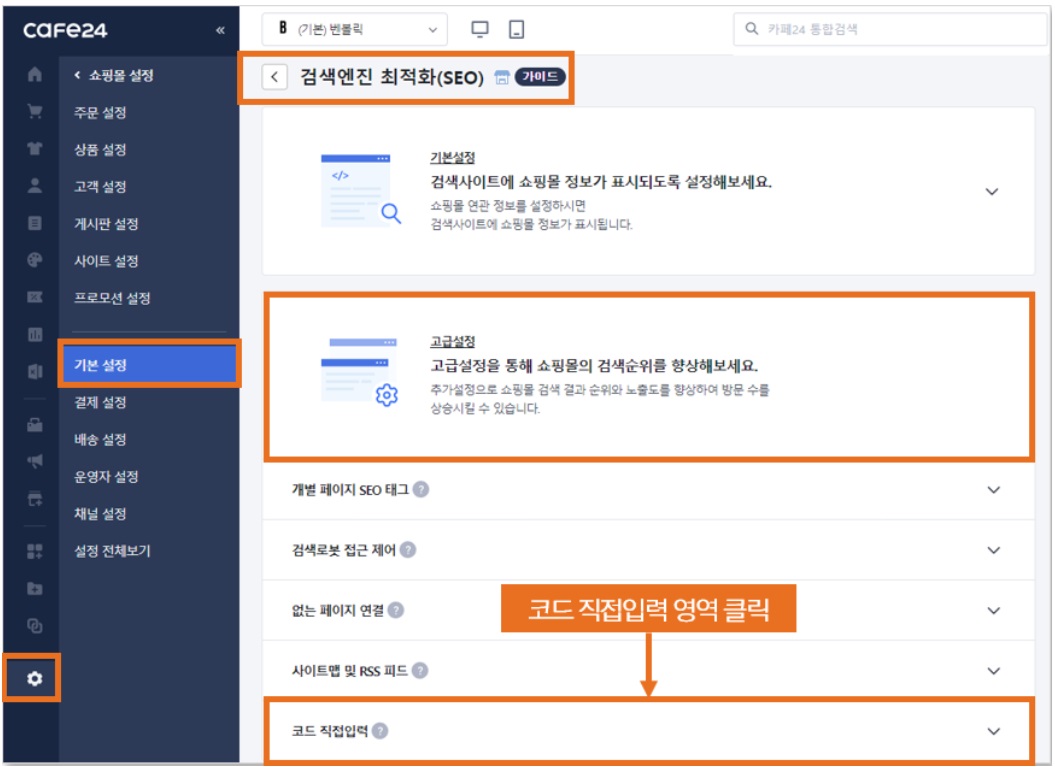 cafe24
«
B (기본) 벤볼릭
카페24 통합검색
쇼핑몰 설정
주문 설정
상품 설정
고객 설정
게시판 설정
사이트 설정
프로모션 설정
기본 설정
결제 설정
배송 설정
운영자 설정
채널 설정
설정 전체보기
검색엔진 최적화(SEO) 가이드
기본설정
검색사이트에 쇼핑몰 정보가 표시되도록 설정해보세요.
쇼핑몰 연관 정보를 설정하시면
검색사이트에 쇼핑몰 정보가 표시됩니다.
고급설정
고급설정을 통해 쇼핑몰의 검색순위를 향상해보세요.
추가설정으로 쇼핑몰 검색 결과 순위와 노출도를 향상하여 방문 수를
상승시킬 수 있습니다.
개별 페이지 SEO 태그 ?
검색로봇 접근 제어 ?
없는 페이지 연결 ?
코드 직접입력 영역 클릭
사이트맵 및 RSS 피드 ?
코드 직접입력 ?